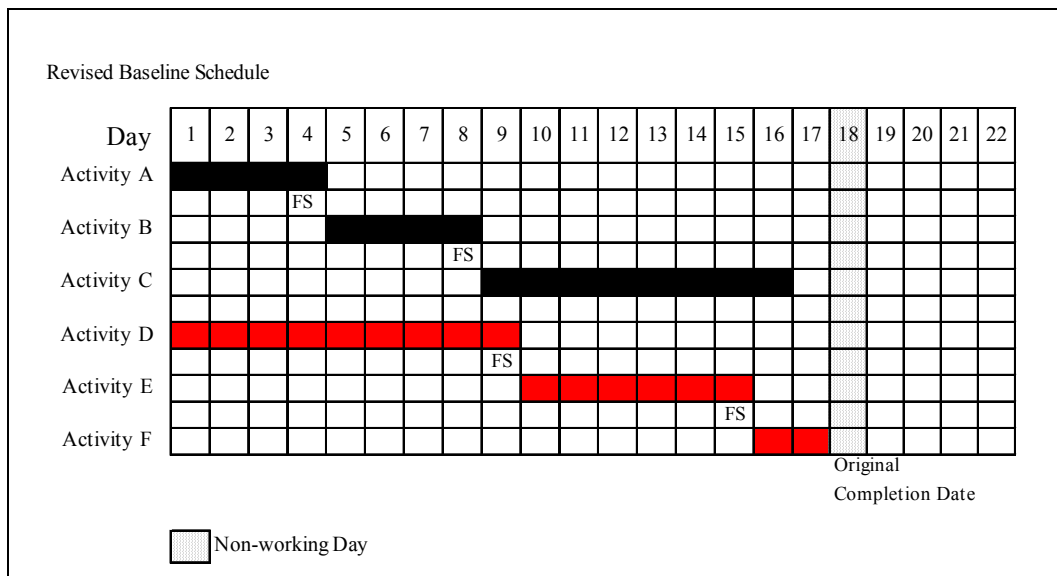 Revised Baseline Schedule
Day 1 2 3 4 5 6 7 8 9 10 11 12 13 14 15 16 17 18 19 20 21 22
Activity A
FS
Activity B
FS
Activity C
Activity D
FS
Activity E
FS
Activity F
Original
Completion Date
Non-working Day